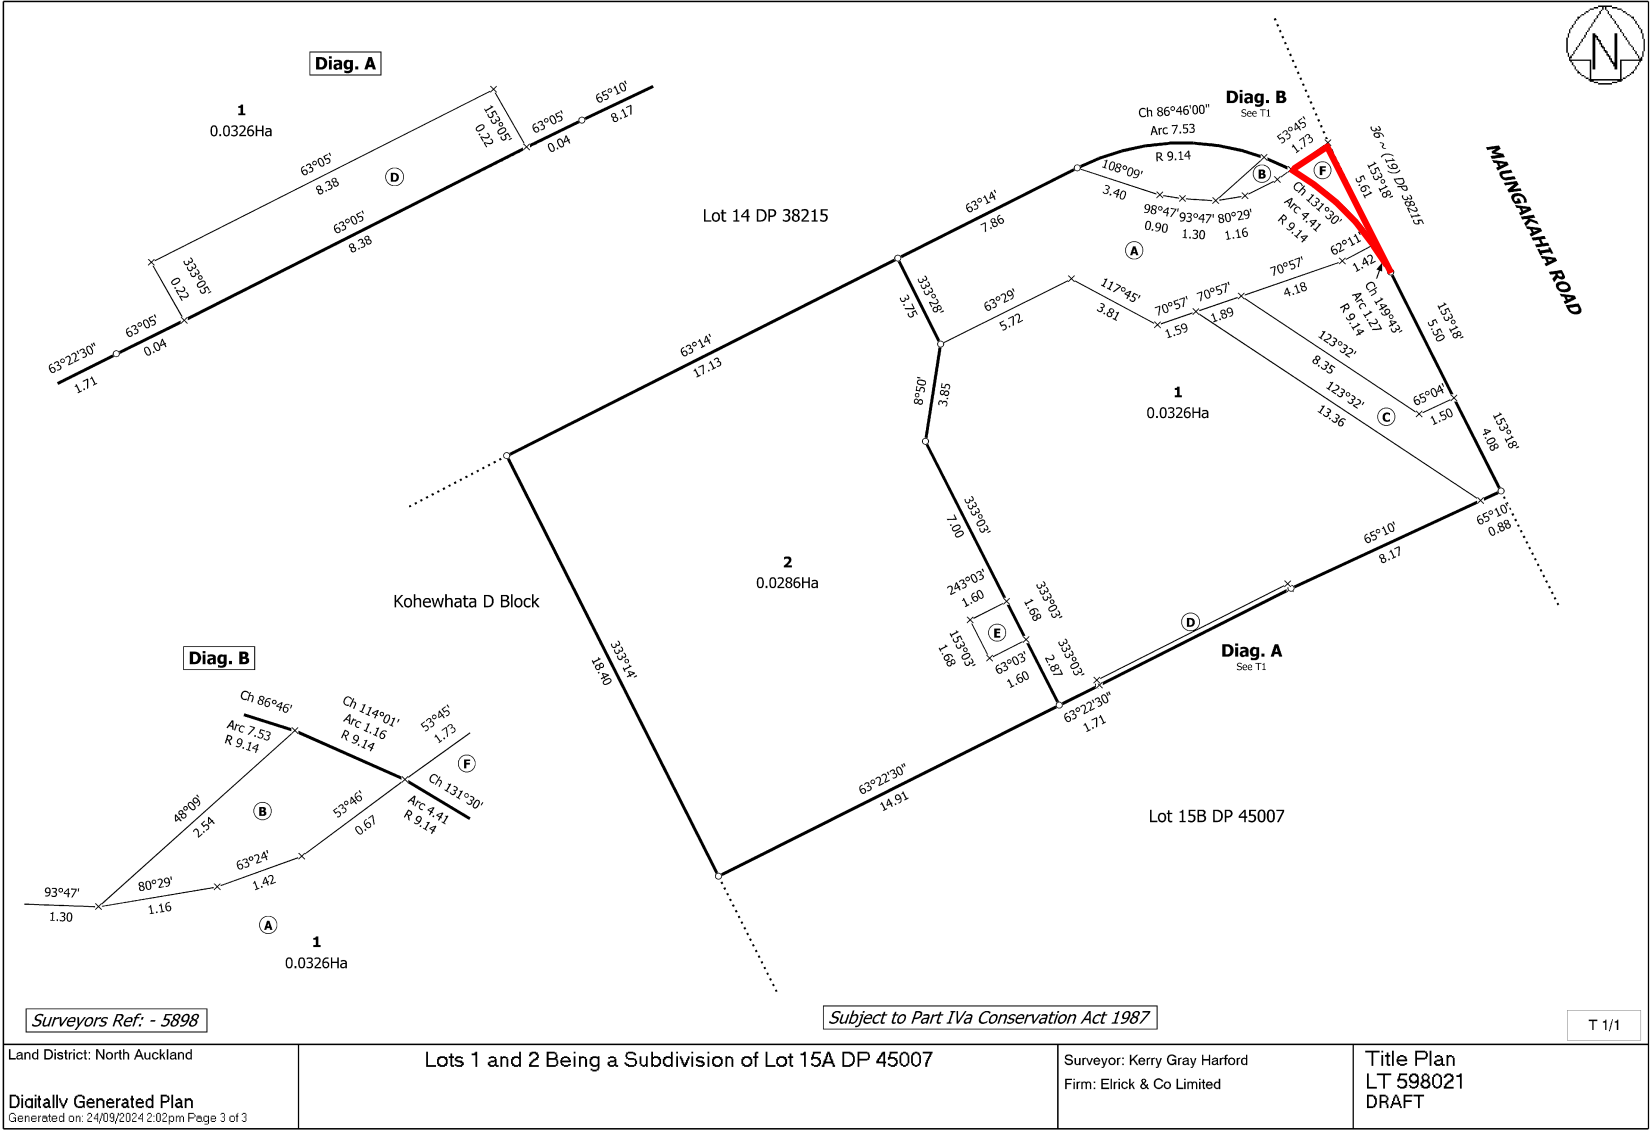 Diag. A
1
0.0326Ha
63°05'
8.38
D
153°05'
0.22
63°05'
0.04
65°10'
8.17
63°05'
8.38
333°05'
0.22
63°05'
0.04
63°22'30"
1.71
N
Diag. B
See T1
Ch 86°46'00"
Arc 7.53
R 9.14
53°45'
1.73
F
B
36 ~ (19) DP 38215
153°18'
5.61
MAUNGAKAHIA ROAD
Lot 14 DP 38215
63°14'
7.86
108°09'
3.40
98°47'
0.90
93°47'
1.30
80°29'
1.16
Ch 131°30'
Arc 4.41
R 9.14
A
62°11'
1.42
Ch 149°43'
Arc 1.27
R 9.14
333°28'
3.75
63°29'
5.72
117°45'
3.81
70°57'
1.59
70°57'
1.89
70°57'
4.18
153°18'
5.50
63°14'
17.13
8°50'
3.85
1
0.0326Ha
123°32'
8.35
123°32'
13.36
C
65°04'
1.50
153°18'
4.08
65°10'
0.88
65°10'
8.17
333°03'
7.00
2
0.0286Ha
243°03'
1.60
333°03'
1.68
E
153°03'
1.68
63°03'
1.60
333°03'
2.87
D
Diag. A
See T1
63°22'30"
1.71
Kohewhata D Block
333°14'
18.40
63°22'30"
14.91
Lot 15B DP 45007
Diag. B
Ch 86°46'
Arc 7.53
R 9.14
Ch 114°01'
Arc 1.16
R 9.14
53°45'
1.73
F
Ch 131°30'
Arc 4.41
R 9.14
48°09'
2.54
B
53°46'
0.67
63°24'
1.42
93°47'
1.30
80°29'
1.16
A
1
0.0326Ha
Surveyors Ref: - 5898
Subject to Part IVa Conservation Act 1987
T 1/1
Land District: North Auckland
Digitally Generated Plan
Generated on: 24/09/2024 2:02pm Page 3 of 3
Lots 1 and 2 Being a Subdivision of Lot 15A DP 45007
Surveyor: Kerry Gray Harford
Firm: Elrick & Co Limited
Title Plan
LT 598021
DRAFT